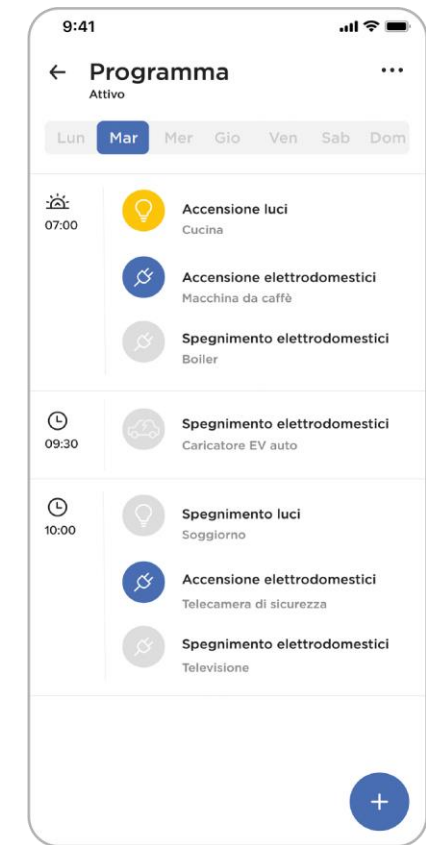 9:41
Programma
Attivo
Lun Mar Mer Gio Ven Sab Dom
07:00
Accensione luci
Cucina
Accensione elettrodomestici
Macchina da caffè
Spegnimento elettrodomestici
Boiler
09:30
Spegnimento elettrodomestici
Caricatore EV auto
10:00
Spegnimento luci
Soggiorno
Accensione elettrodomestici
Telecamera di sicurezza
Spegnimento elettrodomestici
Televisione